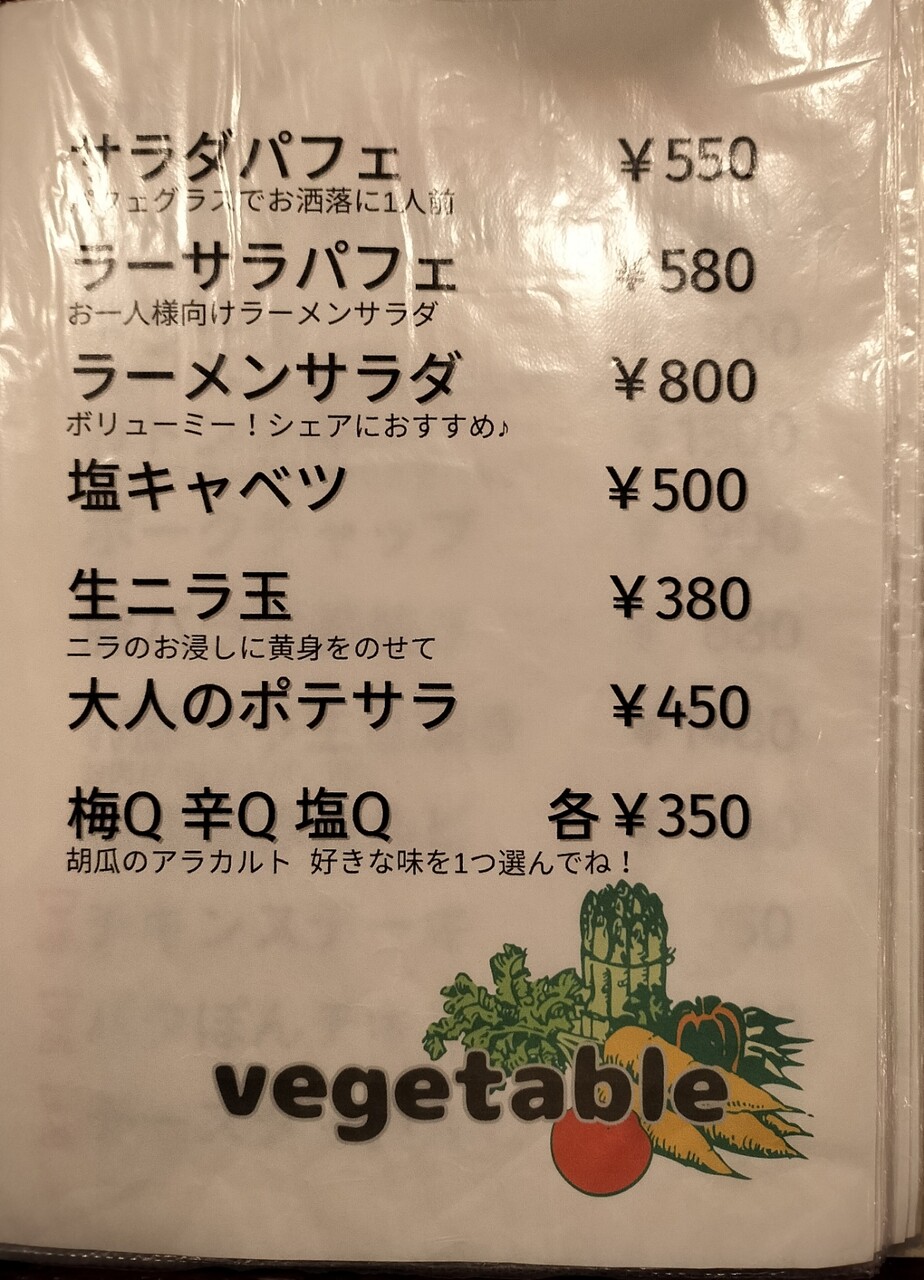 サラダパフェ ￥550
パフェグラスでお洒落に1人前
ラーサラパフェ ￥580
お一人様向けラーメンサラダ
ラーメンサラダ ￥800
ボリューミー！シェアにおすすめ♪
塩キャベツ ￥500
生ニラ玉 ￥380
ニラのお浸しに黄身をのせて
大人のポテサラ ￥450
梅Q 辛Q 塩Q 各￥350
胡瓜のアラカルト 好きな味を1つ選んでね！
vegetable